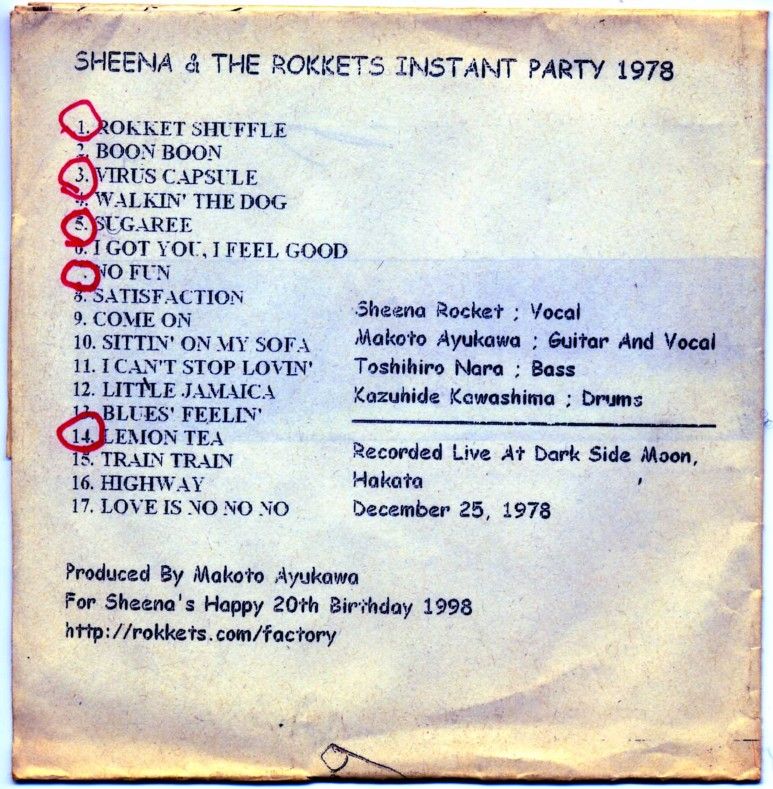 SHEENA & THE ROKKETS INSTANT PARTY 1978
1. ROKKET SHUFFLE
2. BOON BOON
3. VIRUS CAPSULE
4. WALKIN' THE DOG
5. SUGAREE
6. I GOT YOU, I FEEL GOOD
NO FUN
8. SATISFACTION
9. COME ON
10. SITTIN' ON MY SOFA
11. I CAN'T STOP LOVIN'
12. LITTLE JAMAICA
13. BLUES' FEELIN'
14. LEMON TEA
15. TRAIN TRAIN
16. HIGHWAY
17. LOVE IS NO NO NO
Sheena Rocket ; Vocal
Makoto Ayukawa ; Guitar And Vocal
Toshihiro Nara ; Bass
Kazuhide Kawashima ; Drums
Recorded Live At Dark Side Moon,
Hakata
December 25, 1978
Produced By Makoto Ayukawa
For Sheena's Happy 20th Birthday 1998
http://rokkets.com/factory